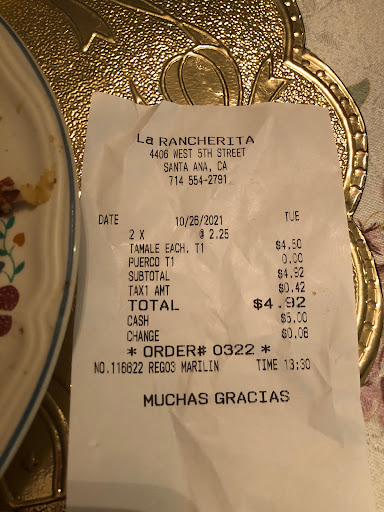 La RANCHERITA
4406 WEST 5TH STREET
SANTA ANA, CA
714 554-2791
DATE 10/26/2021 TUE
2 X @ 2.25
TAMALE EACH, T1 $4.50
PUERCO T1 0.00
SUBTOTAL $4.92
TAX1 AMT $0.42
TOTAL $4.92
CASH $5.00
CHANGE $0.08
* ORDER# 0322 *
NO.116622 REG03 MARILIN TIME 13:30
MUCHAS GRACIAS